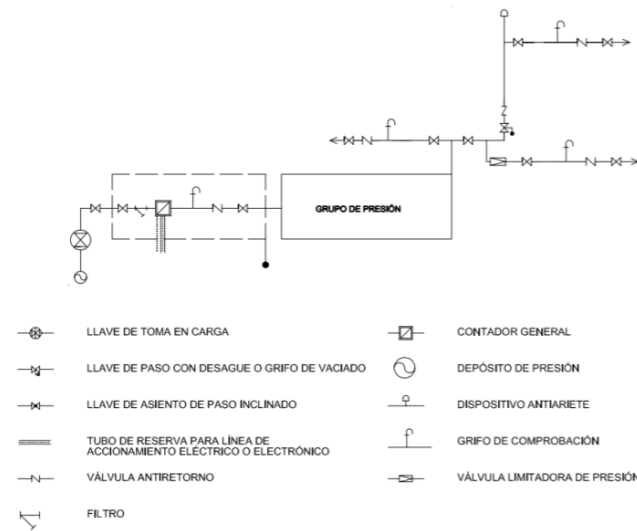 GRUPO DE PRESIÓN
LLAVE DE TOMA EN CARGA
CONTADOR GENERAL
LLAVE DE PASO CON DESAGUE O GRIFO DE VACIADO
DEPÓSITO DE PRESIÓN
LLAVE DE ASIENTO DE PASO INCLINADO
DISPOSITIVO ANTIARIETE
TUBO DE RESERVA PARA LÍNEA DE
ACCIONAMIENTO ELÉCTRICO O ELECTRÓNICO
GRIFO DE COMPROBACIÓN
VÁLVULA ANTIRETORNO
VÁLVULA LIMITADORA DE PRESIÓN
FILTRO